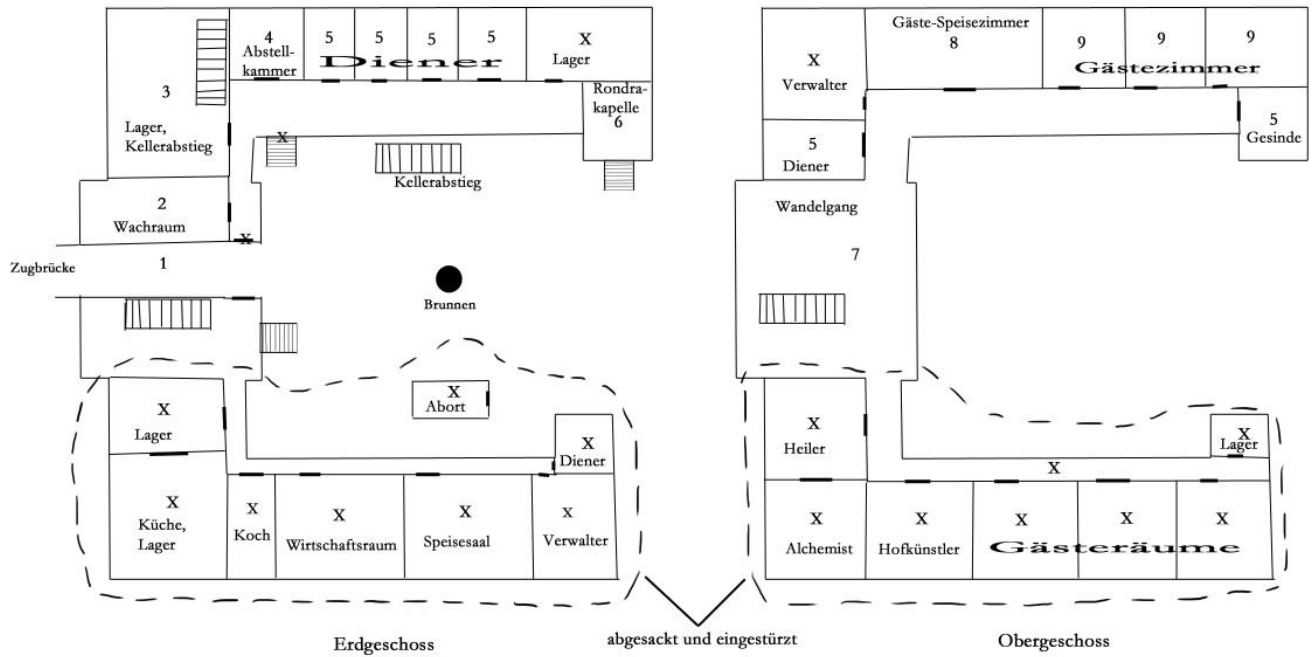 4
Abstell-
kammer
5
5
5
5
Diener
X
Lager
3
Lager,
Kellerabstieg
Rondra-
kapelle
6
X
Kellerabstieg
2
Wachraum
X
Zugbrücke
1
Brunnen
X
Abort
X
Lager
X
Diener
X
Küche,
Lager
X
Koch
X
Wirtschaftsraum
X
Speisesaal
X
Verwalter
Erdgeschoss
abgesackt und eingestürzt
X
Verwalter
Gäste-Speisezimmer
8
9
9
9
Gästezimmer
5
Diener
5
Gesinde
Wandelgang
7
X
Heiler
X
Lager
X
X
Alchemist
X
Hofkünstler
X
X
X
Gästeräume
Obergeschoss